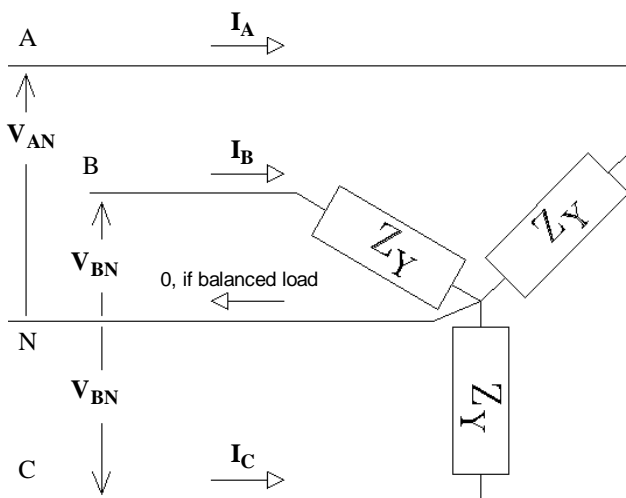 A
I_A
V_AN
B
I_B
Z_Y
Z_Y
V_BN
0, if balanced load
N
V_BN
Z_Y
C
I_C